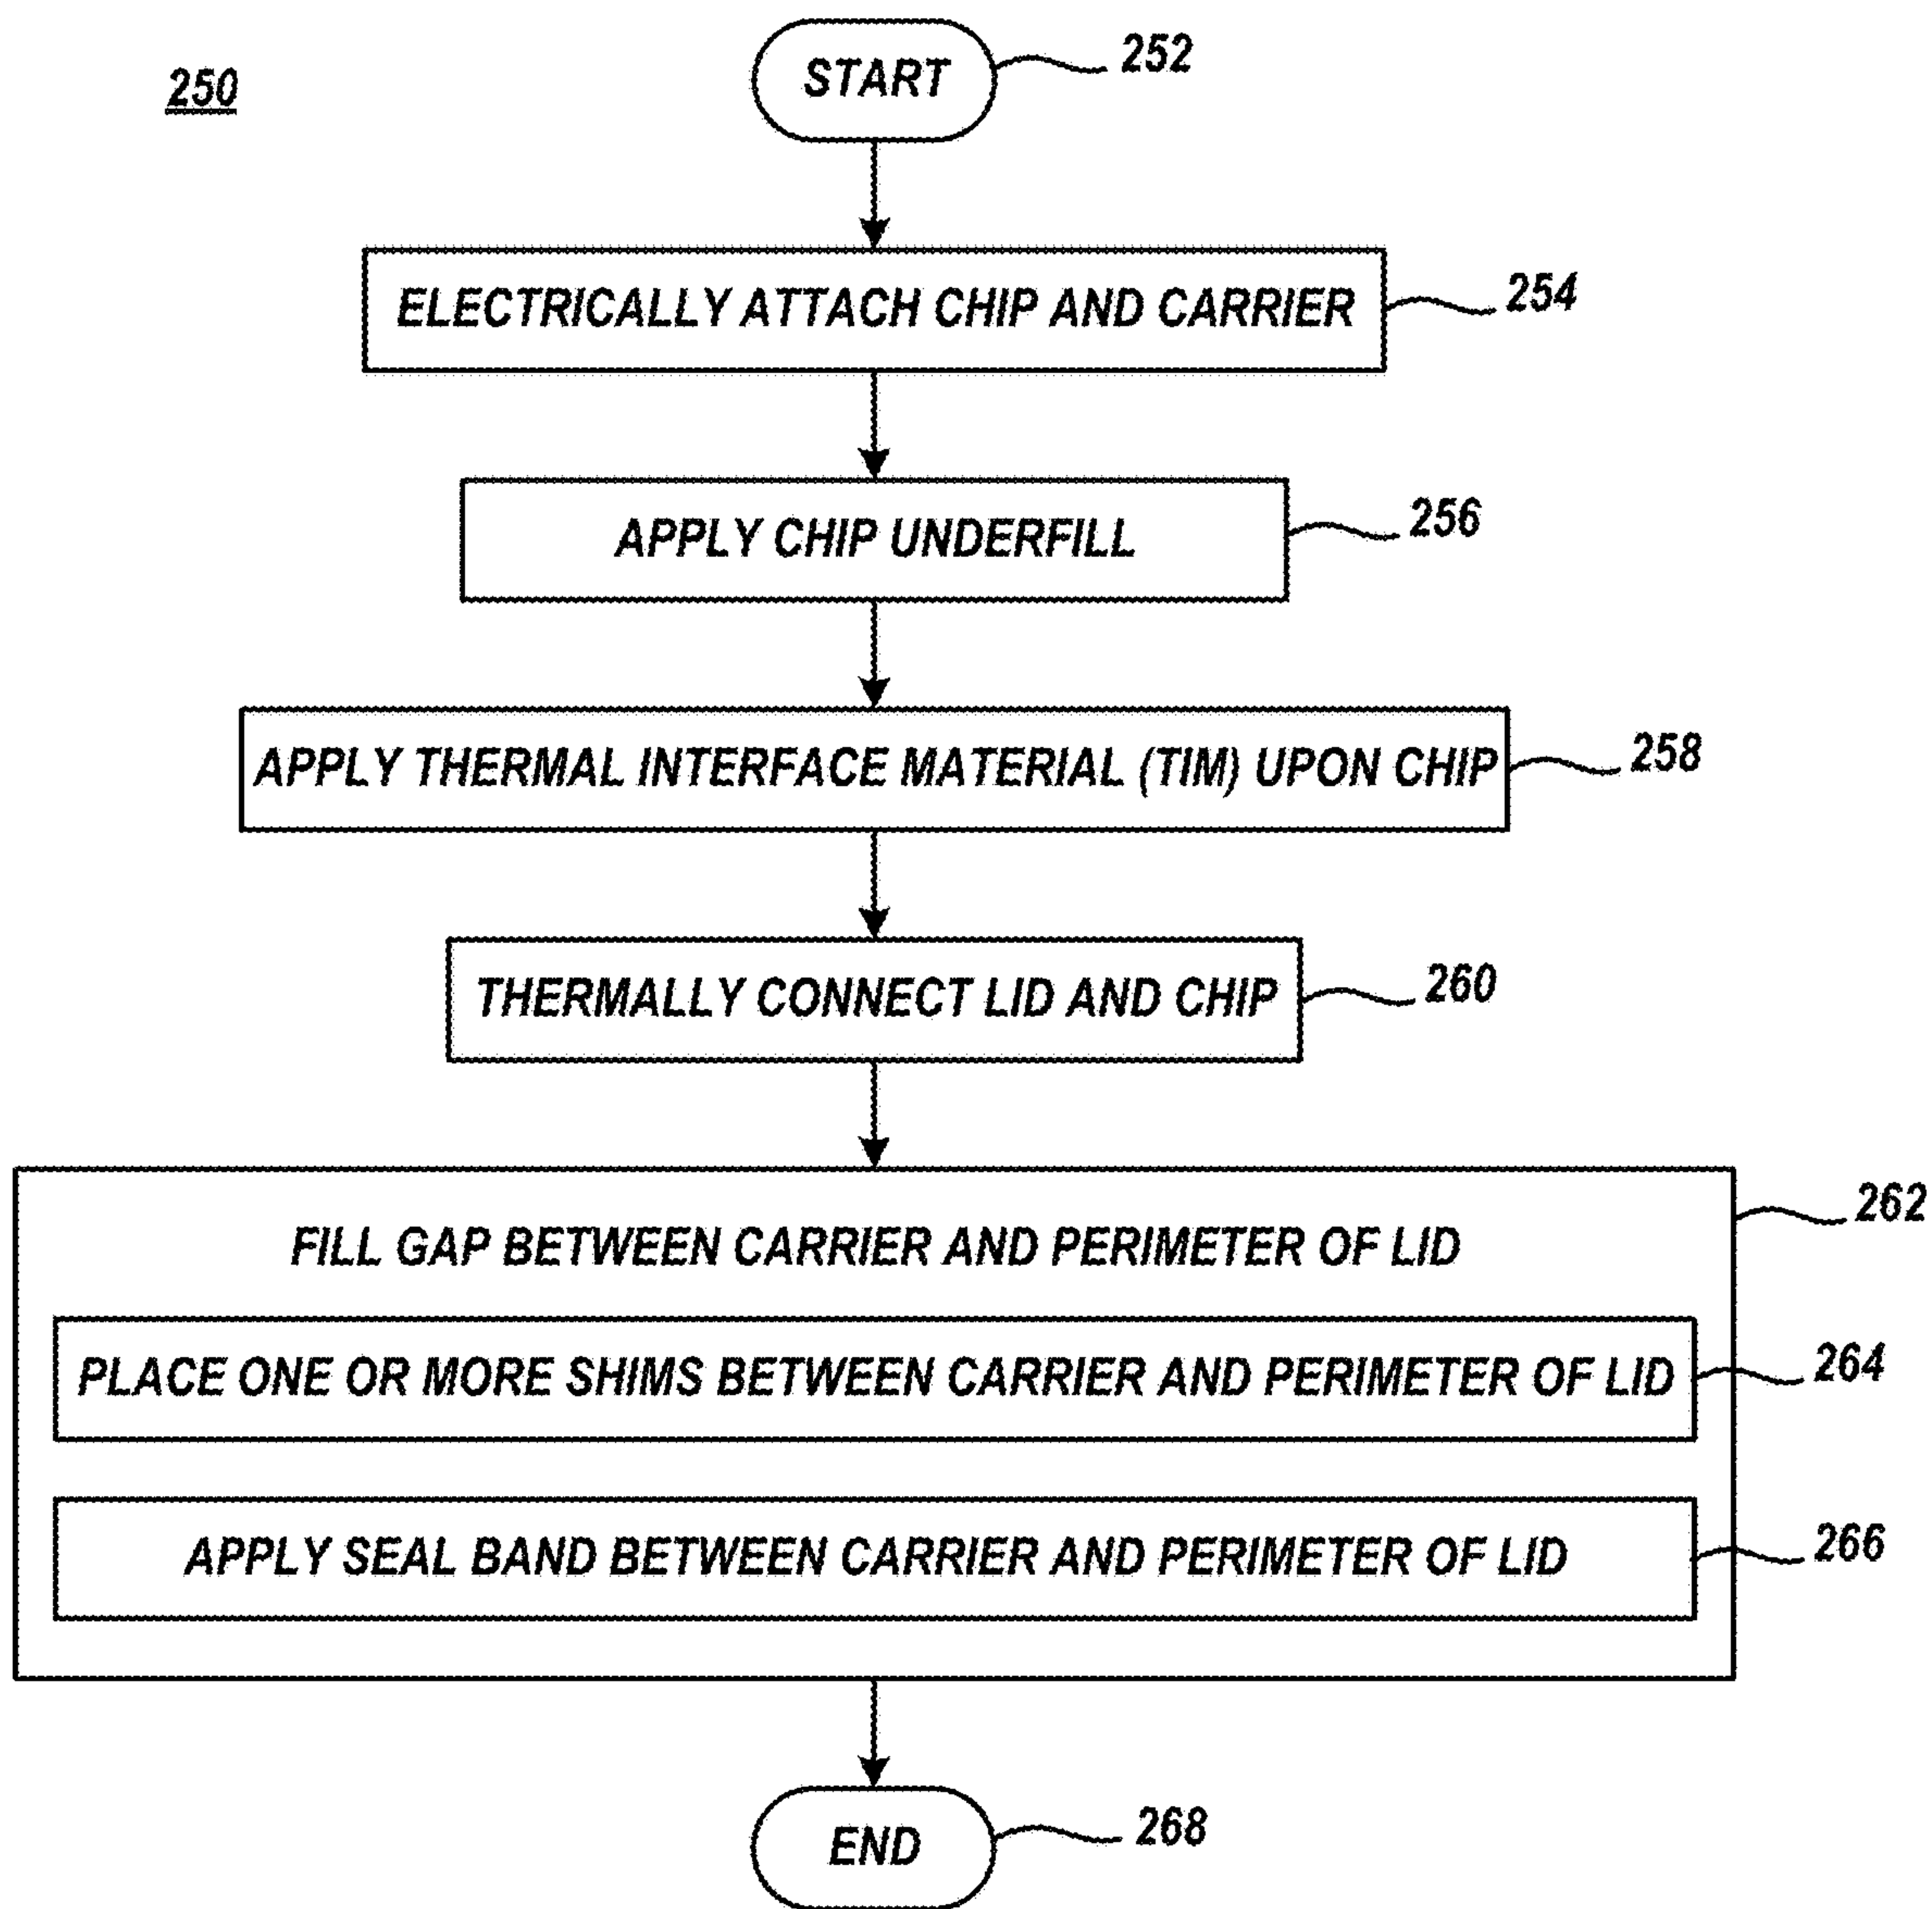 250
START
252
ELECTRICALLY ATTACH CHIP AND CARRIER
254
APPLY CHIP UNDERFILL
256
APPLY THERMAL INTERFACE MATERIAL (TIM) UPON CHIP
258
THERMALLY CONNECT LID AND CHIP
260
FILL GAP BETWEEN CARRIER AND PERIMETER OF LID
262
PLACE ONE OR MORE SHIMS BETWEEN CARRIER AND PERIMETER OF LID
264
APPLY SEAL BAND BETWEEN CARRIER AND PERIMETER OF LID
266
END
268